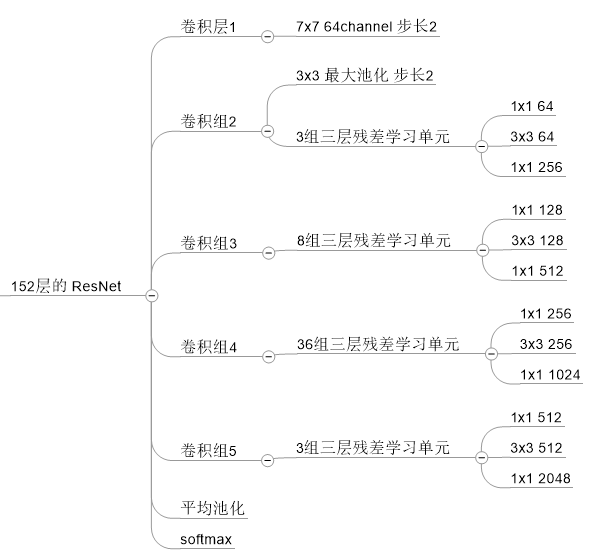 152层的 ResNet
卷积层1
7x7 64channel 步长2
卷积组2
3x3 最大池化 步长2
3组三层残差学习单元
1x1 64
3x3 64
1x1 256
卷积组3
8组三层残差学习单元
1x1 128
3x3 128
1x1 512
卷积组4
36组三层残差学习单元
1x1 256
3x3 256
1x1 1024
卷积组5
3组三层残差学习单元
1x1 512
3x3 512
1x1 2048
平均池化
softmax